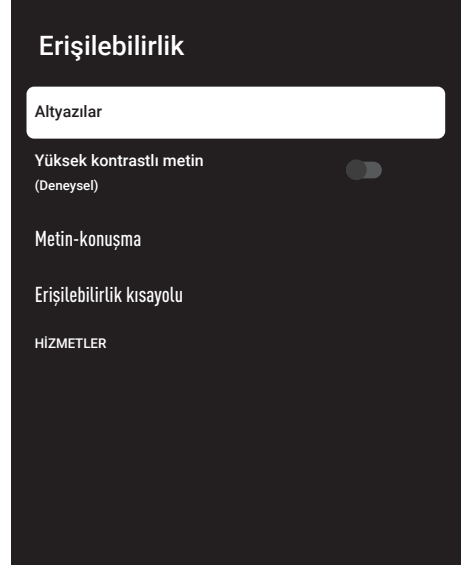 Erişilebilirlik
Altyazılar
Yüksek kontrastlı metin
(Deneysel)
Metin-konuşma
Erişilebilirlik kısayolu
HİZMETLER